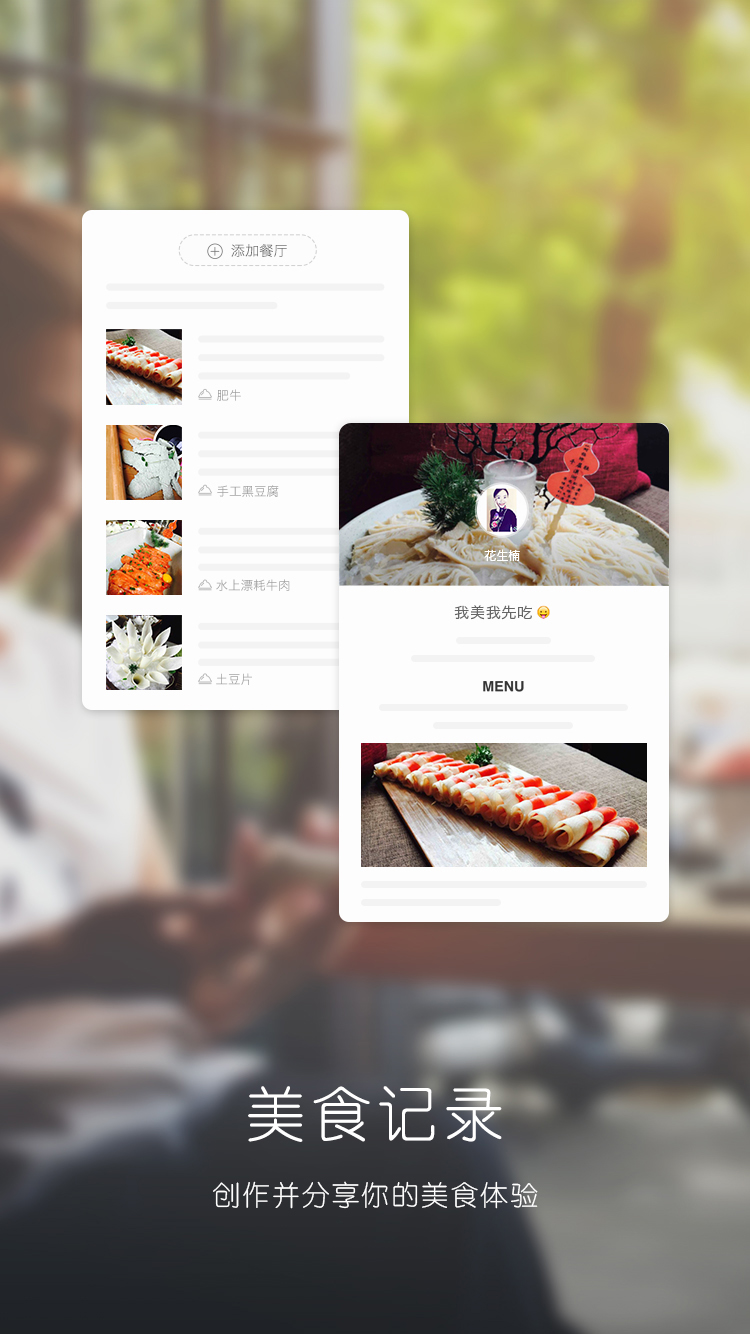 添加餐厅
肥牛
手工黑豆腐
水上漂牦牛肉
土豆片
花生楠
我美我先吃😜
MENU
美食记录
创作并分享你的美食体验